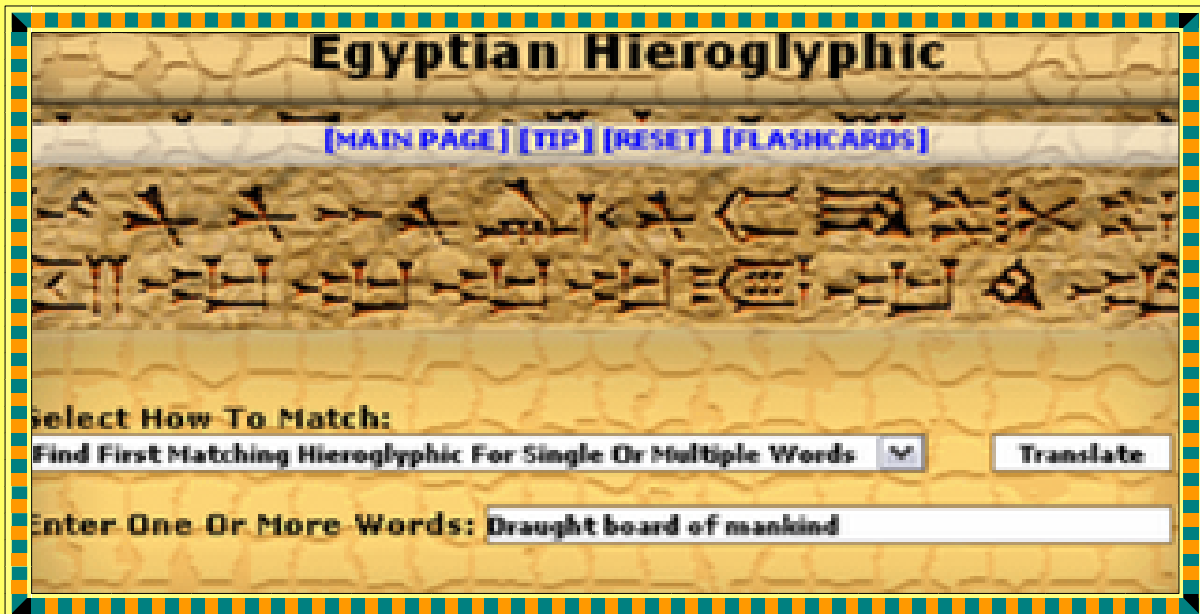 Egyptian Hieroglyphic
[MAIN PAGE] [TIP] [RESET] [FLASHCARDS]
Select How To Match:
Find First Matching Hieroglyphic For Single Or Multiple Words
Translate
Enter One Or More Words: Draught board of mankind